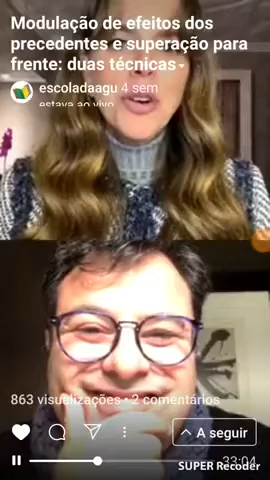 Modulação de efeitos dos
precedentes e superação para
frente: duas técnicas
escoladaagu 4 sem
estava ao vivo
863 visualizações • 2 comentários
A seguir
33:04
SUPER Recoder